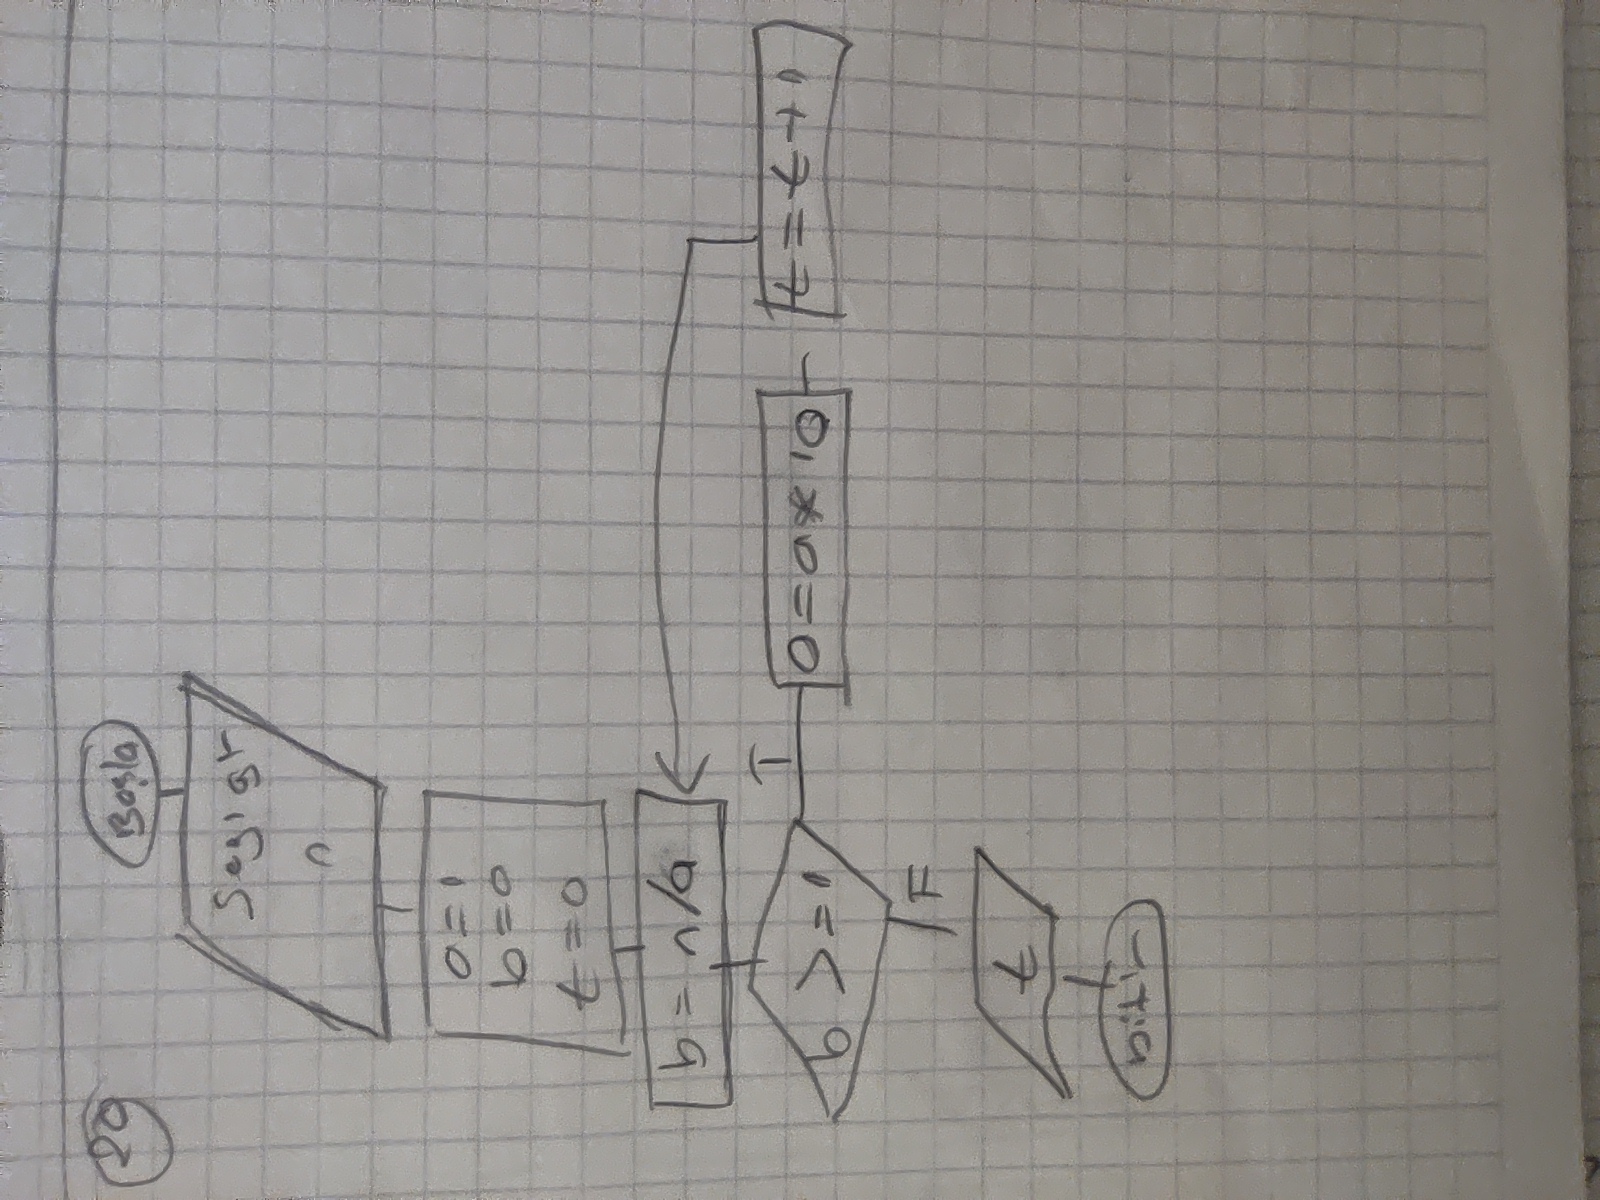 20
Başla
Sayı gir
n
a=1
b=0
t=0
b = n/a
b >= 1
T
a = a * 10
t = t + 1
F
t
bitir